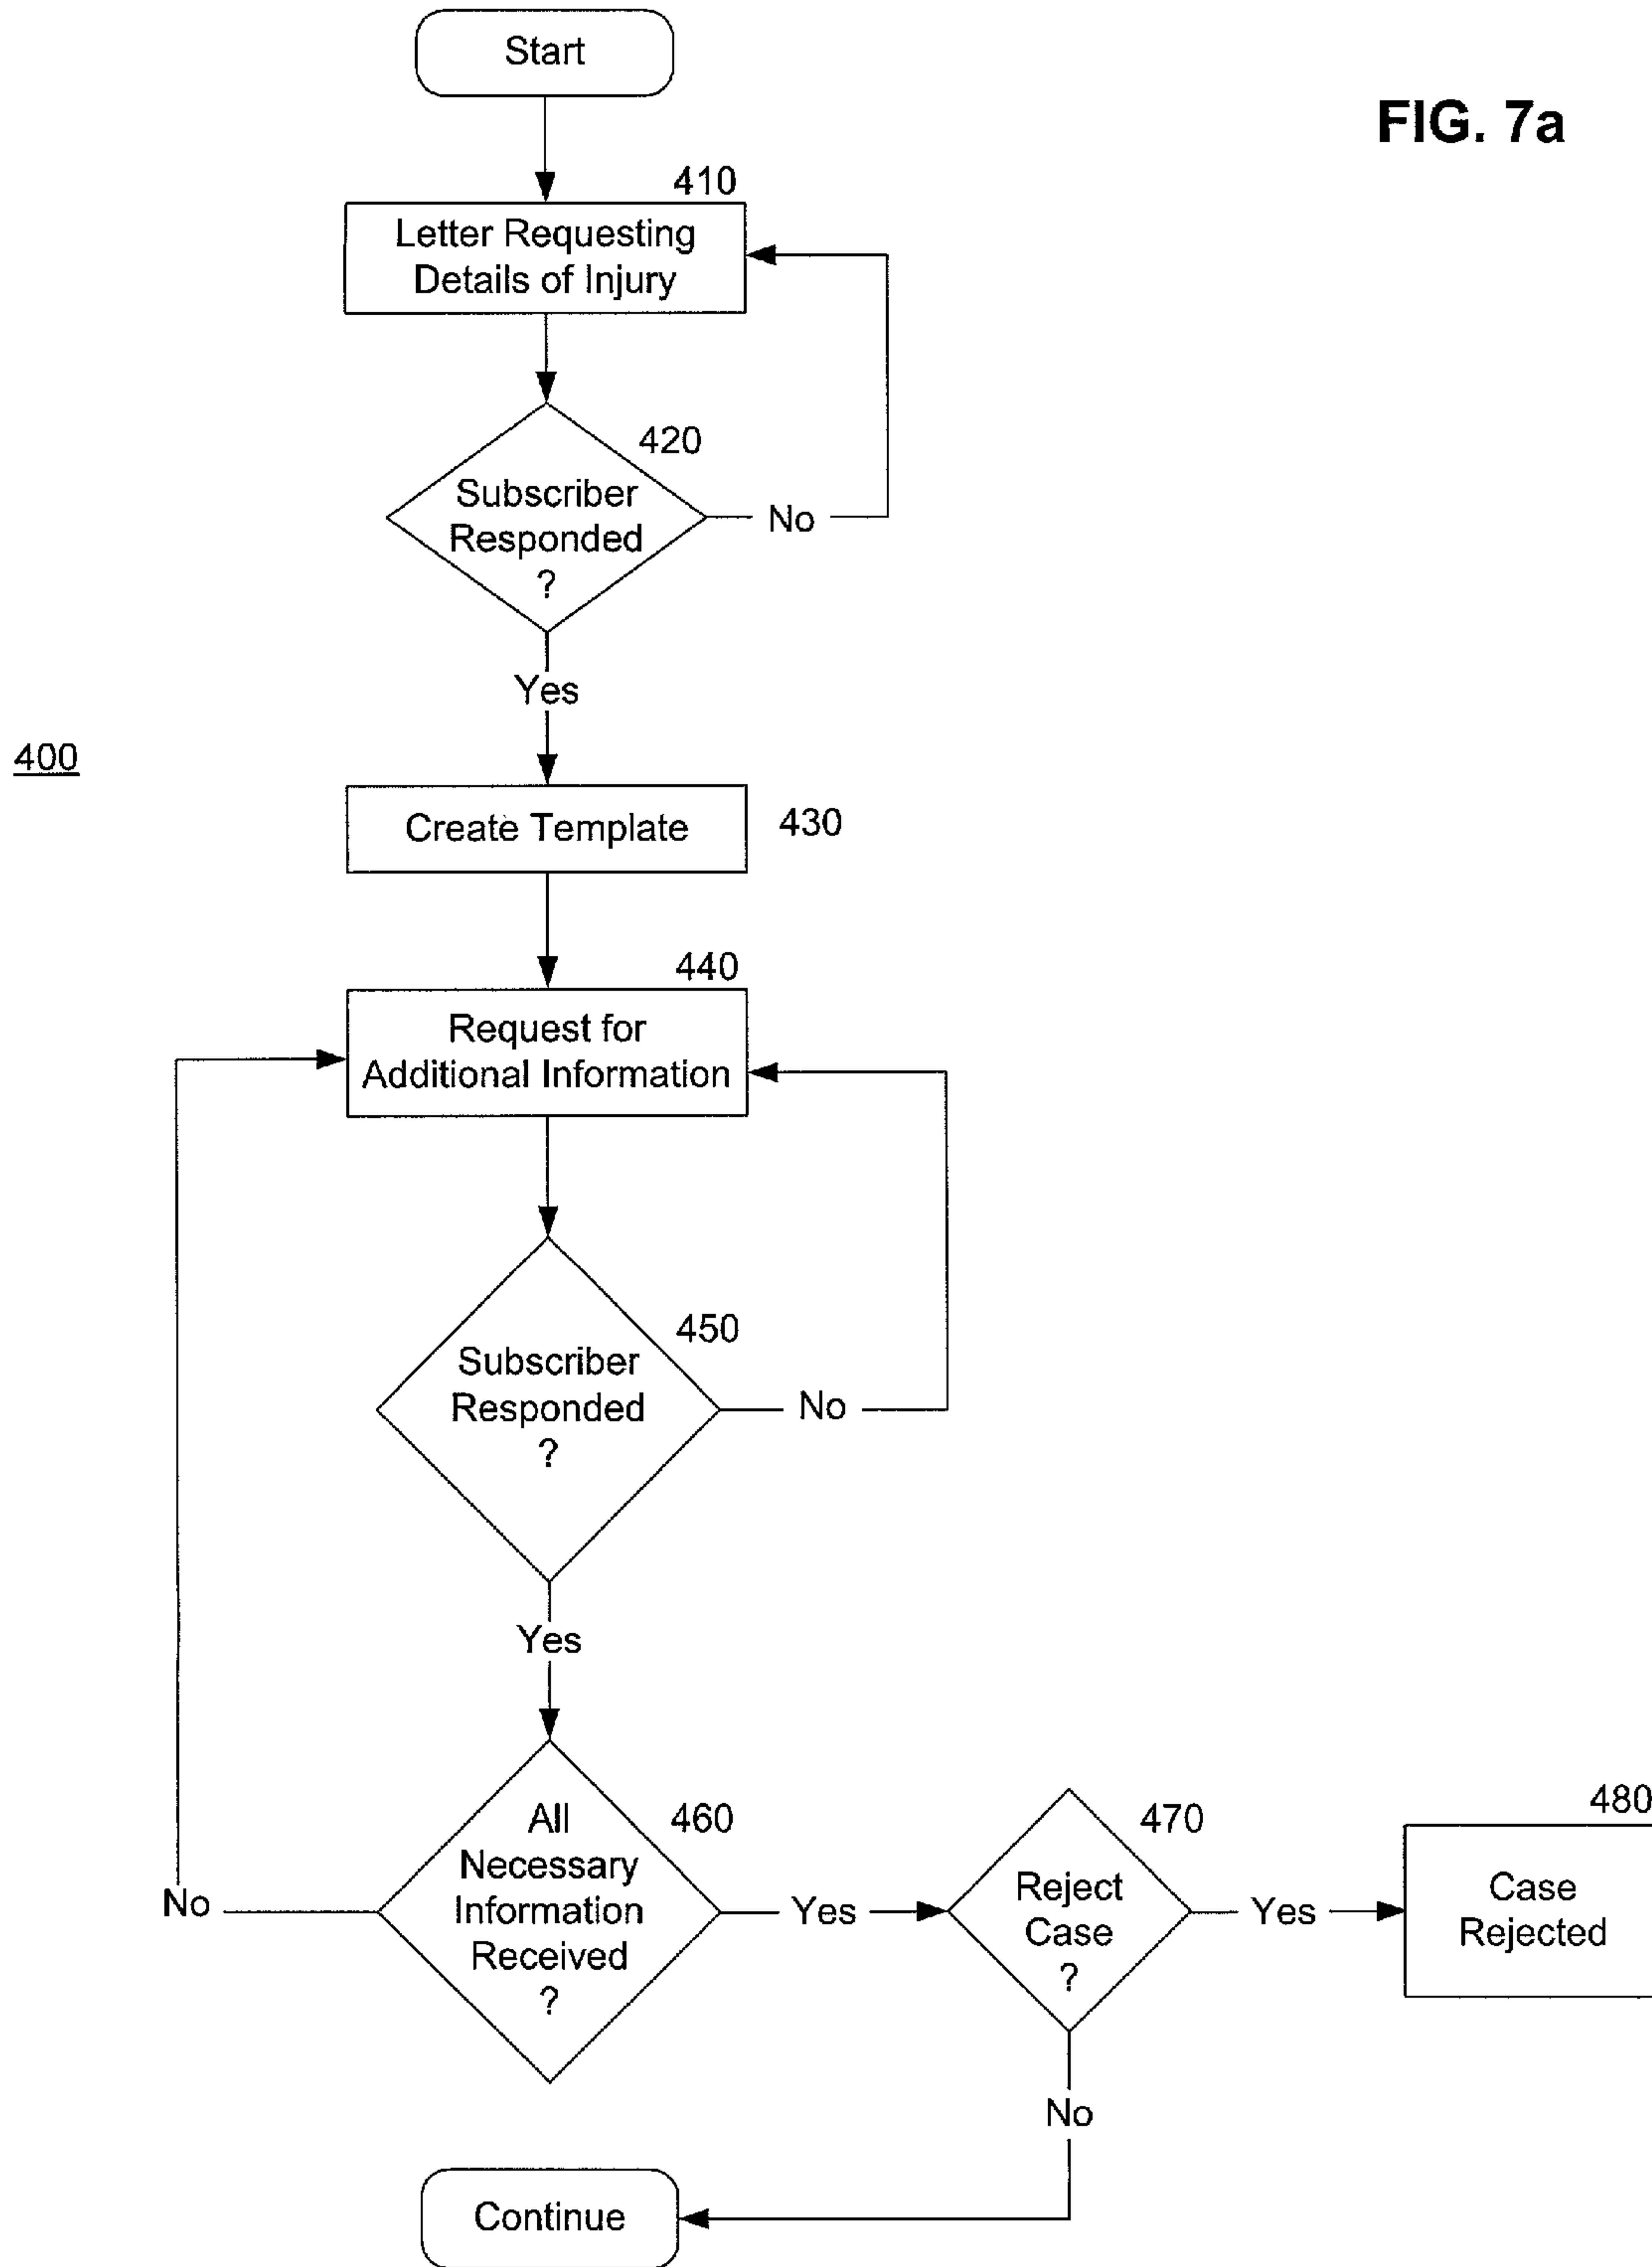 Start
FIG. 7a
410
Letter Requesting
Details of Injury
420
Subscriber
Responded
?
No
Yes
400
Create Template
430
440
Request for
Additional Information
450
Subscriber
Responded
?
No
Yes
460
All
Necessary
Information
Received
?
No
Yes
470
Reject
Case
?
Yes
480
Case
Rejected
No
Continue